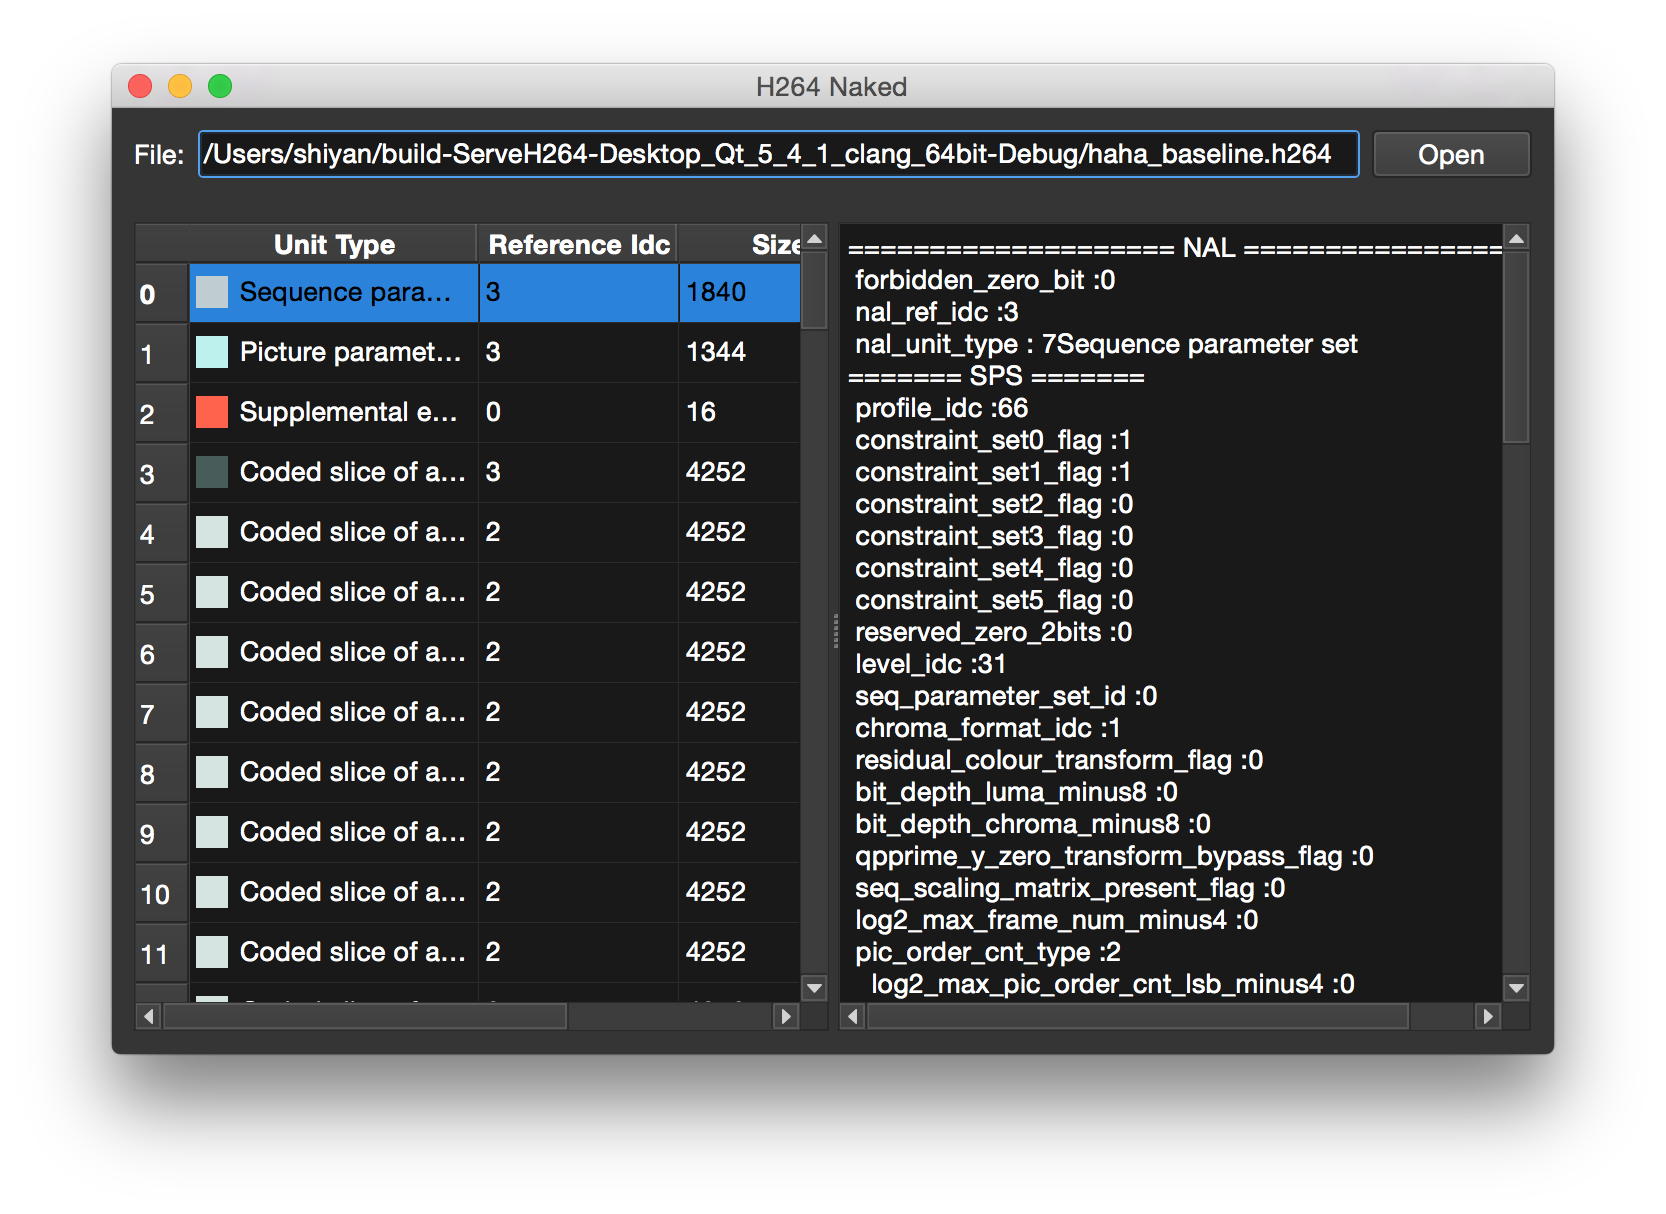 H264 Naked
File: /Users/shiyan/build-ServeH264-Desktop_Qt_5_4_1_clang_64bit-Debug/haha_baseline.h264 Open
Unit Type Reference Idc Size
0 Sequence para... 3 1840
1 Picture paramet... 3 1344
2 Supplemental e... 0 16
3 Coded slice of a... 3 4252
4 Coded slice of a... 2 4252
5 Coded slice of a... 2 4252
6 Coded slice of a... 2 4252
7 Coded slice of a... 2 4252
8 Coded slice of a... 2 4252
9 Coded slice of a... 2 4252
10 Coded slice of a... 2 4252
11 Coded slice of a... 2 4252
==================== NAL ================
forbidden_zero_bit :0
nal_ref_idc :3
nal_unit_type : 7Sequence parameter set
======= SPS =======
profile_idc :66
constraint_set0_flag :1
constraint_set1_flag :1
constraint_set2_flag :0
constraint_set3_flag :0
constraint_set4_flag :0
constraint_set5_flag :0
reserved_zero_2bits :0
level_idc :31
seq_parameter_set_id :0
chroma_format_idc :1
residual_colour_transform_flag :0
bit_depth_luma_minus8 :0
bit_depth_chroma_minus8 :0
qpprime_y_zero_transform_bypass_flag :0
seq_scaling_matrix_present_flag :0
log2_max_frame_num_minus4 :0
pic_order_cnt_type :2
log2_max_pic_order_cnt_lsb_minus4 :0